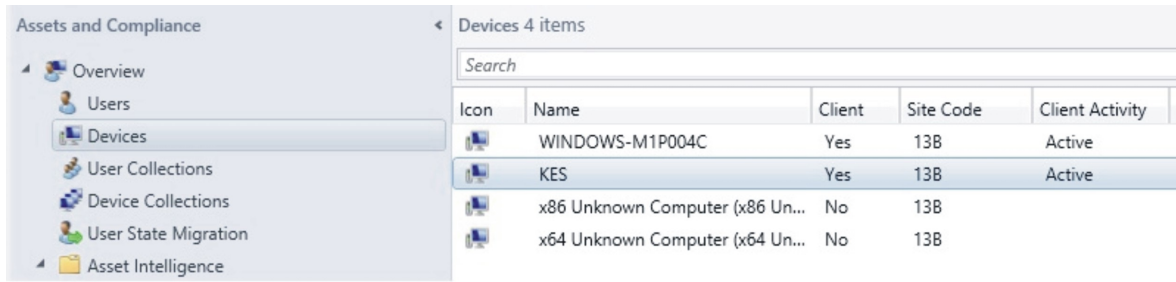 Assets and Compliance
Overview
Users
Devices
User Collections
Device Collections
User State Migration
Asset Intelligence
Devices 4 items
Search
Icon Name Client Site Code Client Activity
WINDOWS-M1P004C Yes 13B Active
KES Yes 13B Active
x86 Unknown Computer (x86 Un... No 13B
x64 Unknown Computer (x64 Un... No 13B